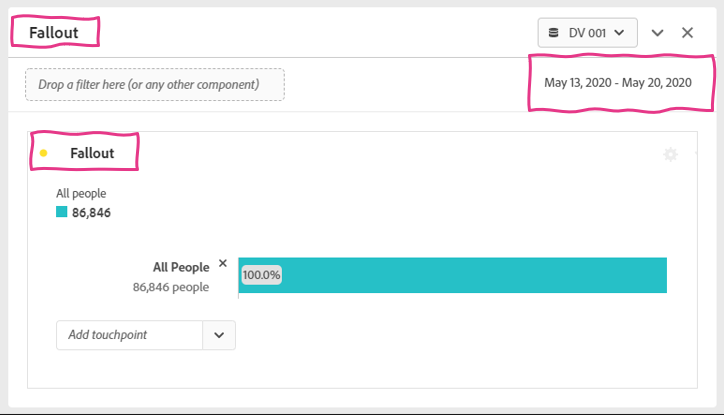 Fallout
DV 001
Drop a filter here (or any other component)
May 13, 2020 - May 20, 2020
Fallout
All people
86,846
All People
100.0%
86,846 people
Add touchpoint